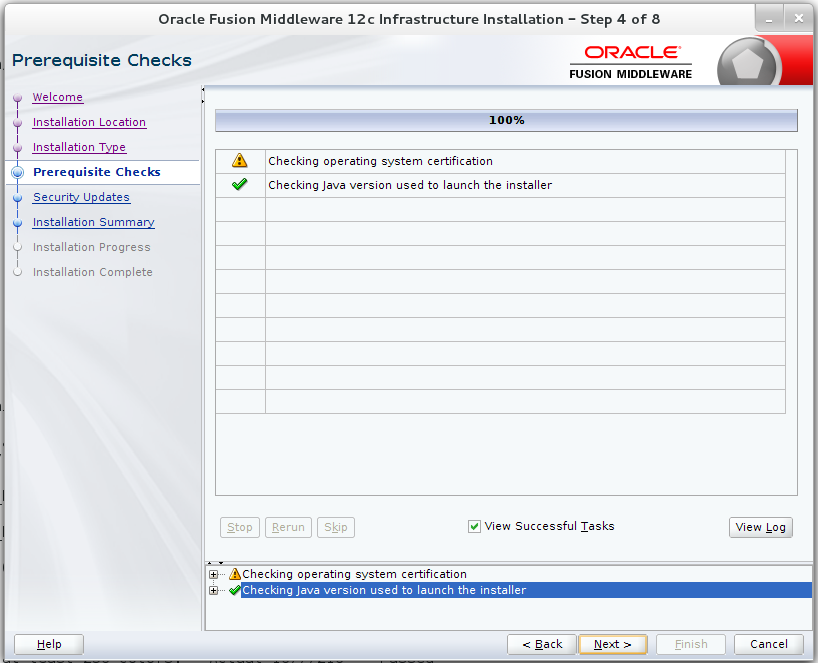 Oracle Fusion Middleware 12c Infrastructure Installation – Step 4 of 8
Prerequisite Checks
ORACLE
FUSION MIDDLEWARE
Welcome
Installation Location
Installation Type
Prerequisite Checks
Security Updates
Installation Summary
Installation Progress
Installation Complete
100%
Checking operating system certification
Checking Java version used to launch the installer
Stop
Rerun
Skip
View Successful Tasks
View Log
Checking operating system certification
Checking Java version used to launch the installer
Help
< Back
Next >
Finish
Cancel